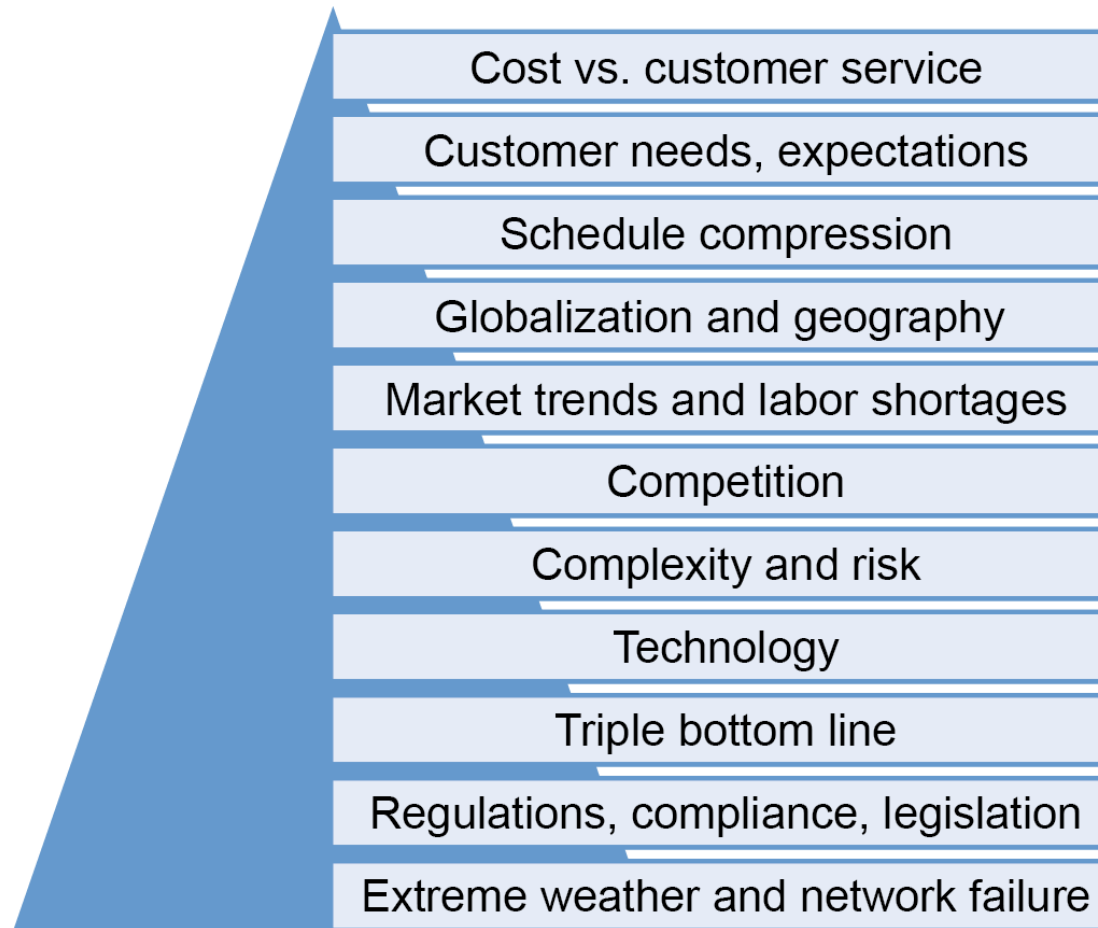 Cost vs. customer service
Customer needs, expectations
Schedule compression
Globalization and geography
Market trends and labor shortages
Competition
Complexity and risk
Technology
Triple bottom line
Regulations, compliance, legislation
Extreme weather and network failure